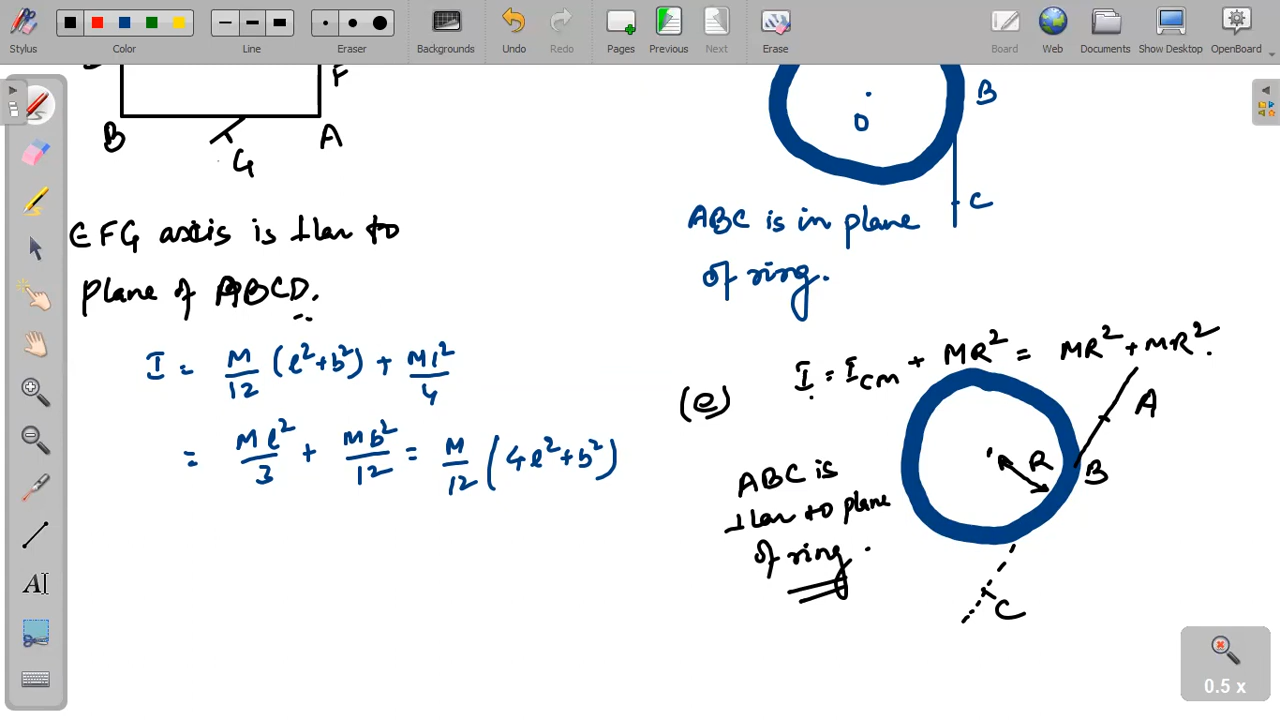 Stylus
Color
Line
Eraser
Backgrounds
Undo
Redo
Pages
Previous
Next
Erase
Board
Web
Documents
Show Desktop
OpenBoard
F
B
A
G
EFG axis is ⊥lar to
plane of ABCD.
I = M/12 (l²+b²) + Ml²/4
= Ml²/3 + Mb²/12 = M/12 (4l²+b²)
B
O
C
ABC is in plane
of ring.
I = I_CM + MR² = MR² + MR².
(e)
A
R
B
ABC is
⊥lar to plane
of ring.
C
0.5 x